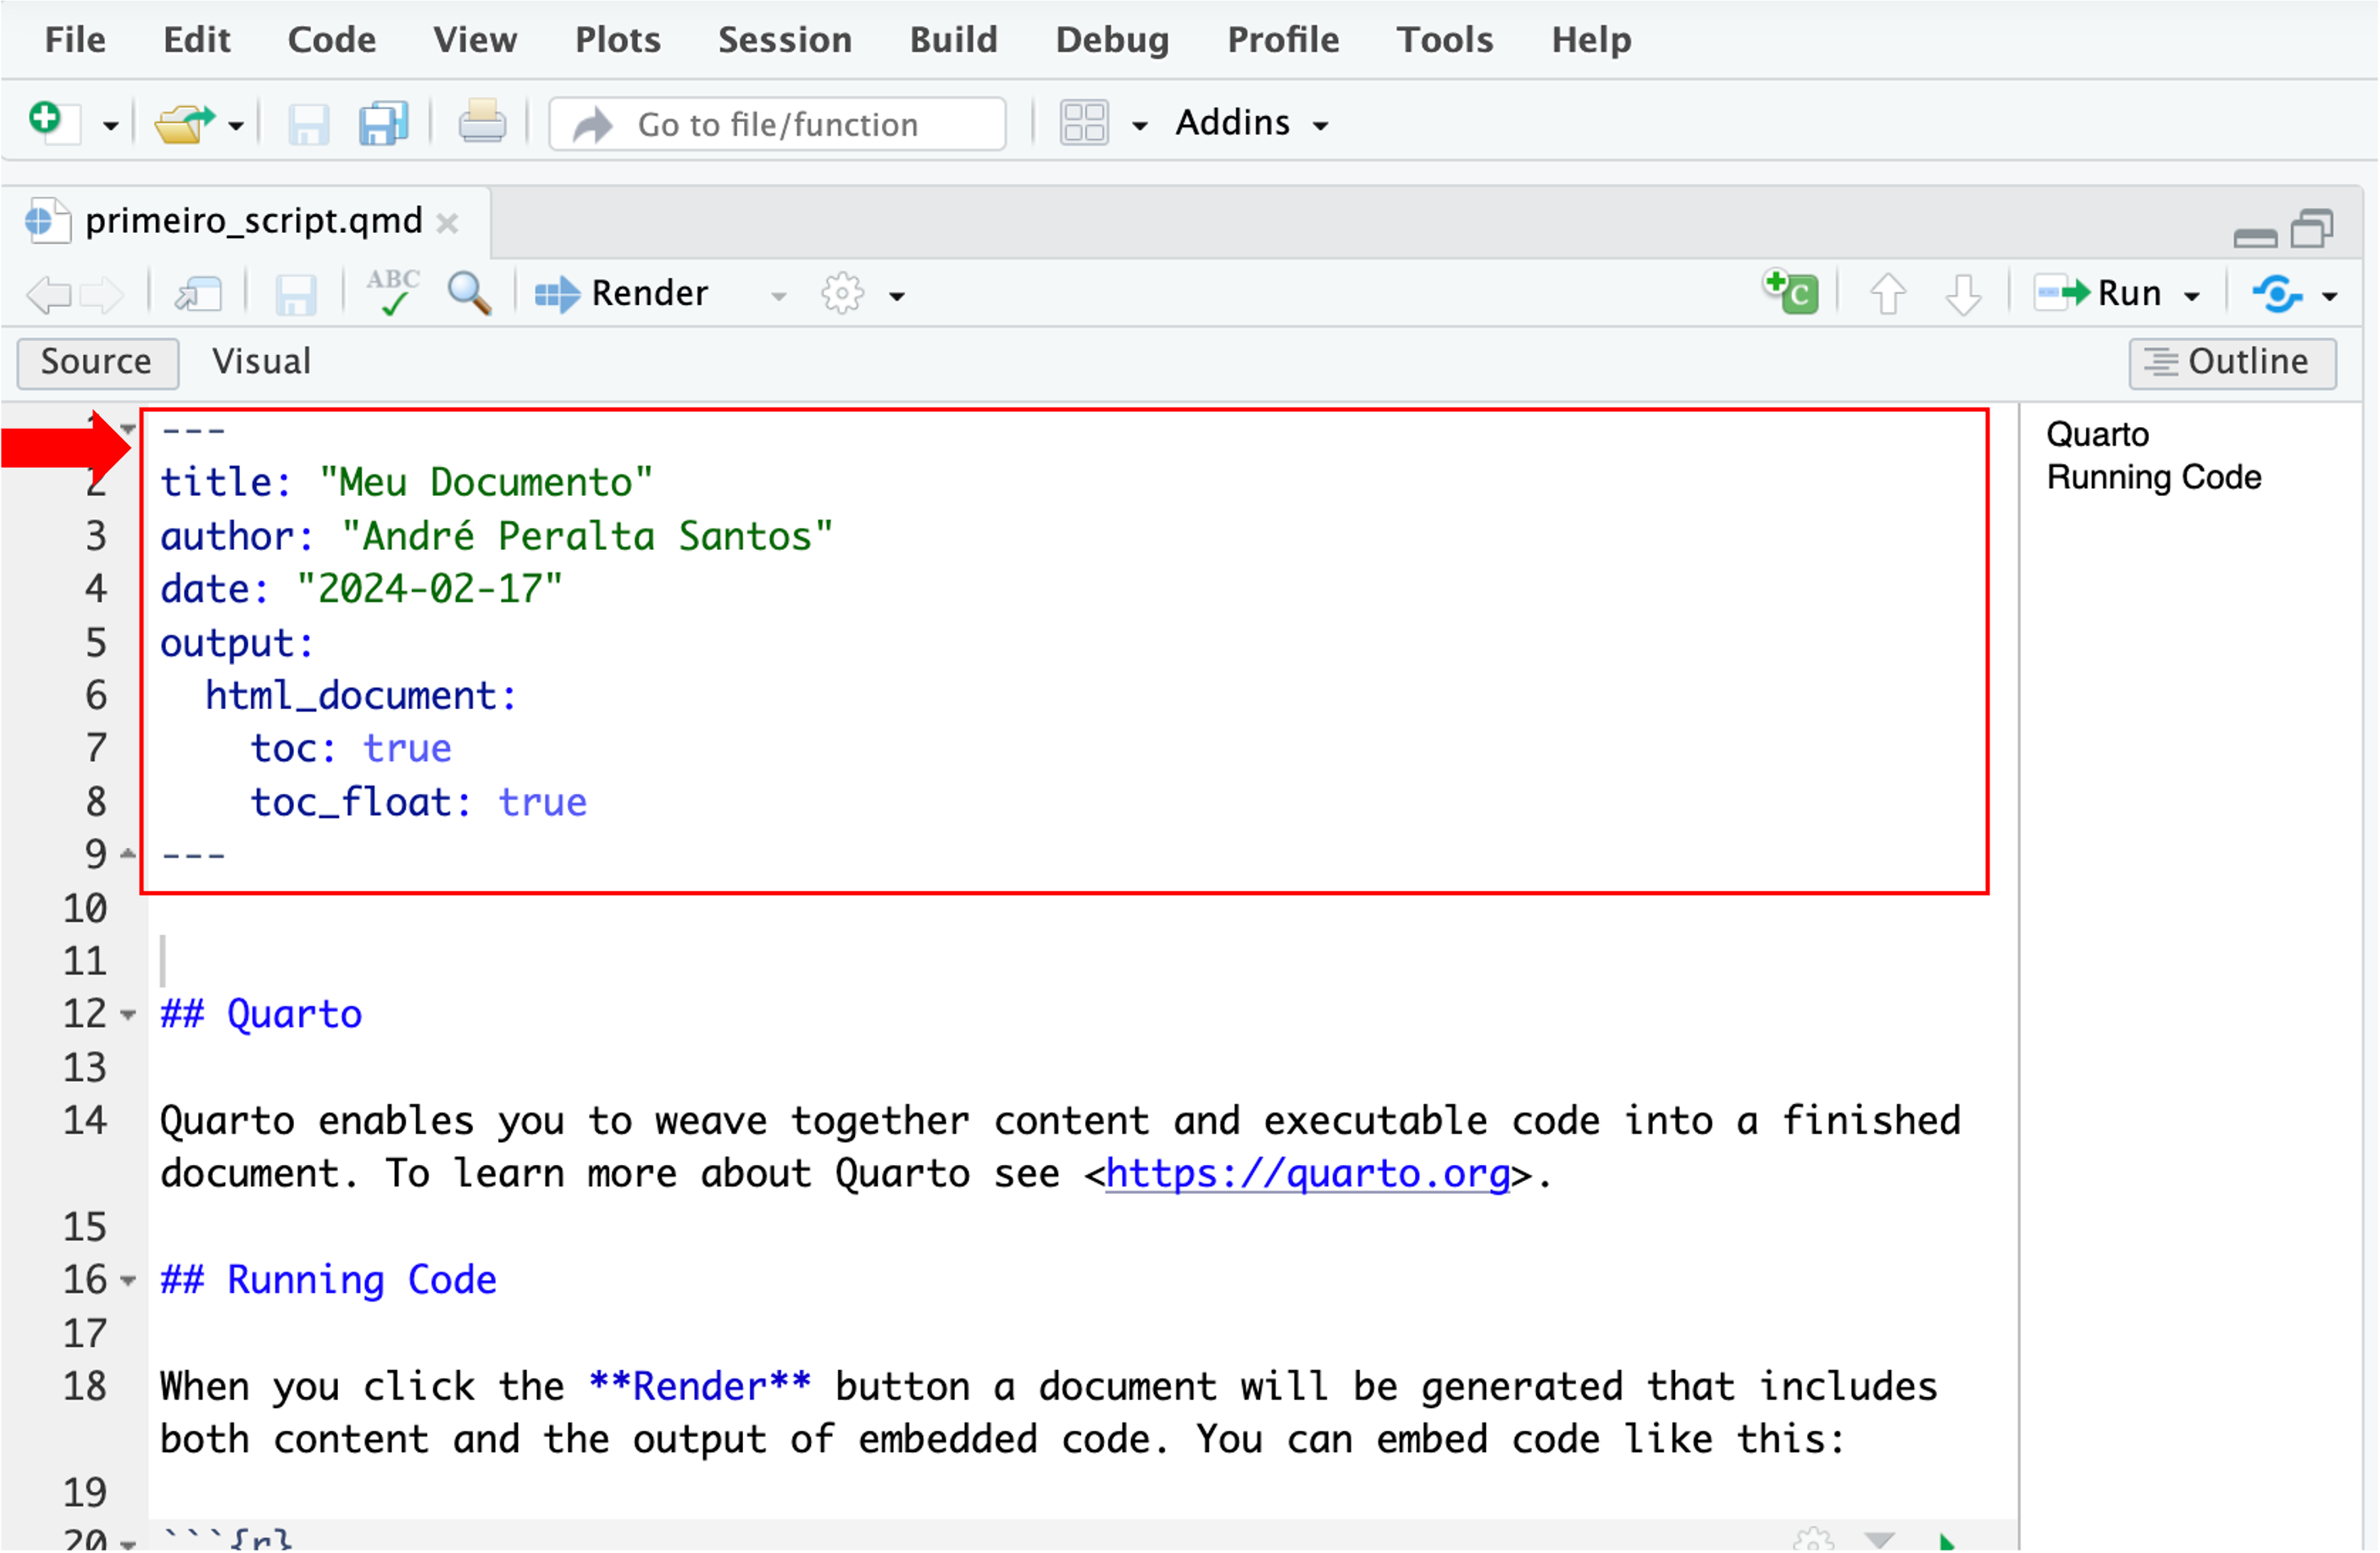 File Edit Code View Plots Session Build Debug Profile Tools Help
Go to file/function Addins
primeiro_script.qmd
ABC Render C Run
Source Visual Outline
1 ---
2 title: "Meu Documento"
3 author: "André Peralta Santos"
4 date: "2024-02-17"
5 output:
6   html_document:
7     toc: true
8     toc_float: true
9 ---
10
11
12 ## Quarto
13
14 Quarto enables you to weave together content and executable code into a finished
document. To learn more about Quarto see <https://quarto.org>.
15
16 ## Running Code
17
18 When you click the **Render** button a document will be generated that includes
both content and the output of embedded code. You can embed code like this:
19
20 ```{r}
Quarto
Running Code